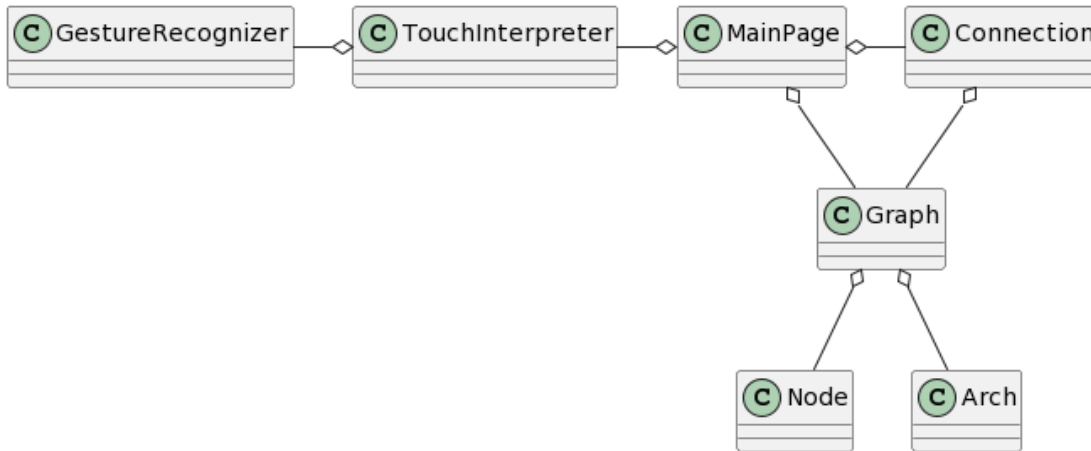 C GestureRecognizer
C TouchInterpreter
C MainPage
C Connection
C Graph
C Node
C Arch